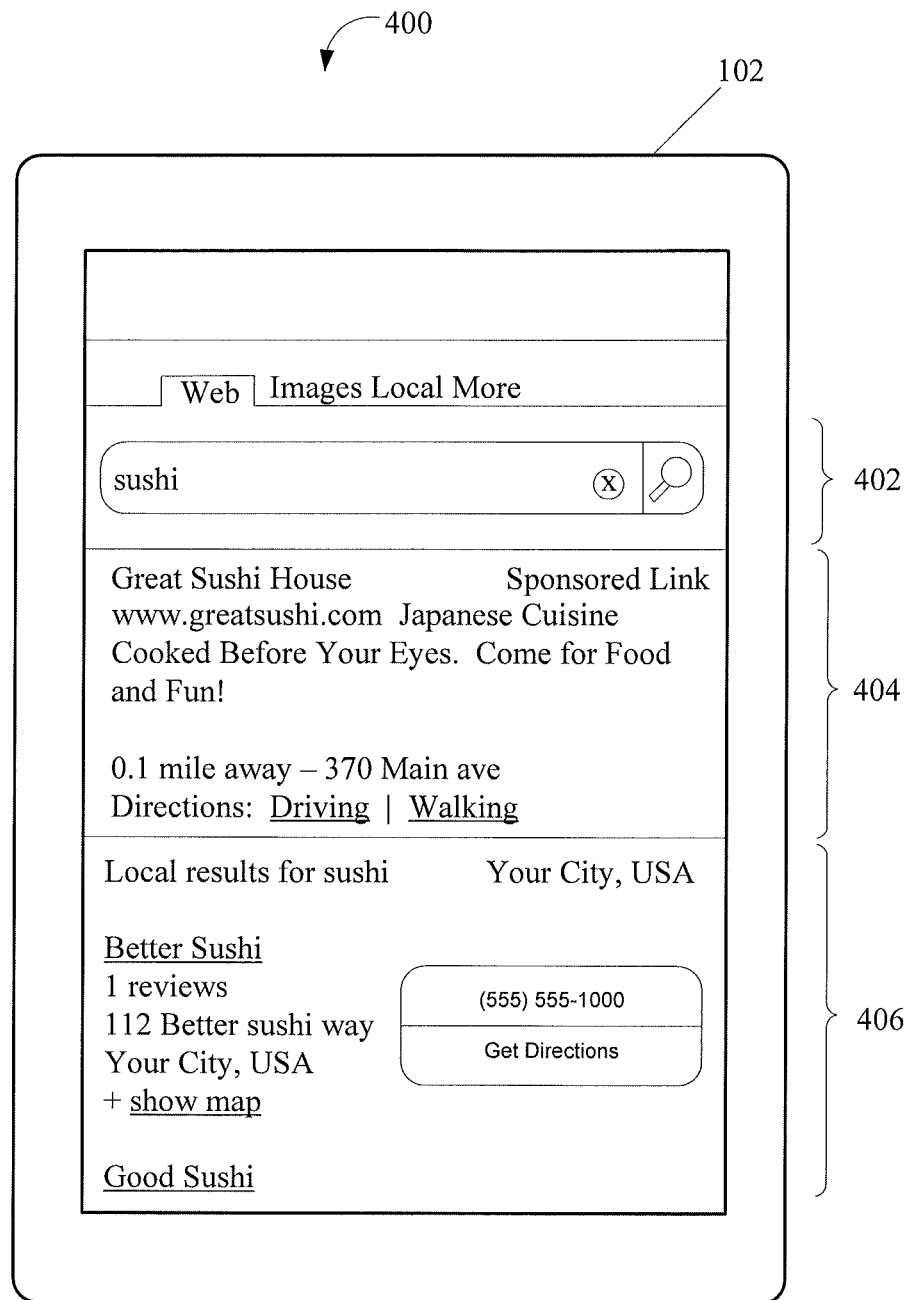 400
102
Web Images Local More
sushi X
402
Great Sushi House Sponsored Link
www.greatsushi.com Japanese Cuisine
Cooked Before Your Eyes. Come for Food
and Fun!
404
0.1 mile away – 370 Main ave
Directions: Driving | Walking
Local results for sushi Your City, USA
Better Sushi
1 reviews
112 Better sushi way
Your City, USA
+ show map
(555) 555-1000
Get Directions
406
Good Sushi